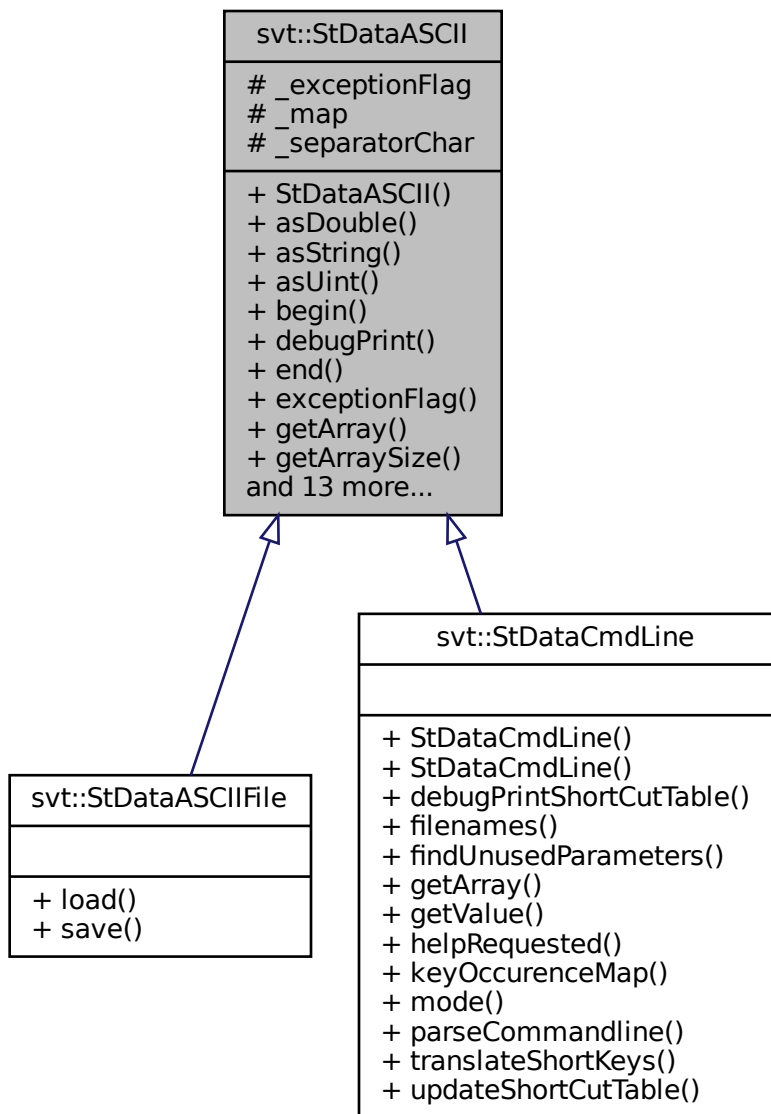 svt::StDataASCII
# _exceptionFlag
# _map
# _separatorChar
+ StDataASCII()
+ asDouble()
+ asString()
+ asUint()
+ begin()
+ debugPrint()
+ end()
+ exceptionFlag()
+ getArray()
+ getArraySize()
and 13 more...
svt::StDataASCIIFile
+ load()
+ save()
svt::StDataCmdLine
+ StDataCmdLine()
+ StDataCmdLine()
+ debugPrintShortCutTable()
+ filenames()
+ findUnusedParameters()
+ getArray()
+ getValue()
+ helpRequested()
+ keyOccurenceMap()
+ mode()
+ parseCommandline()
+ translateShortKeys()
+ updateShortCutTable()